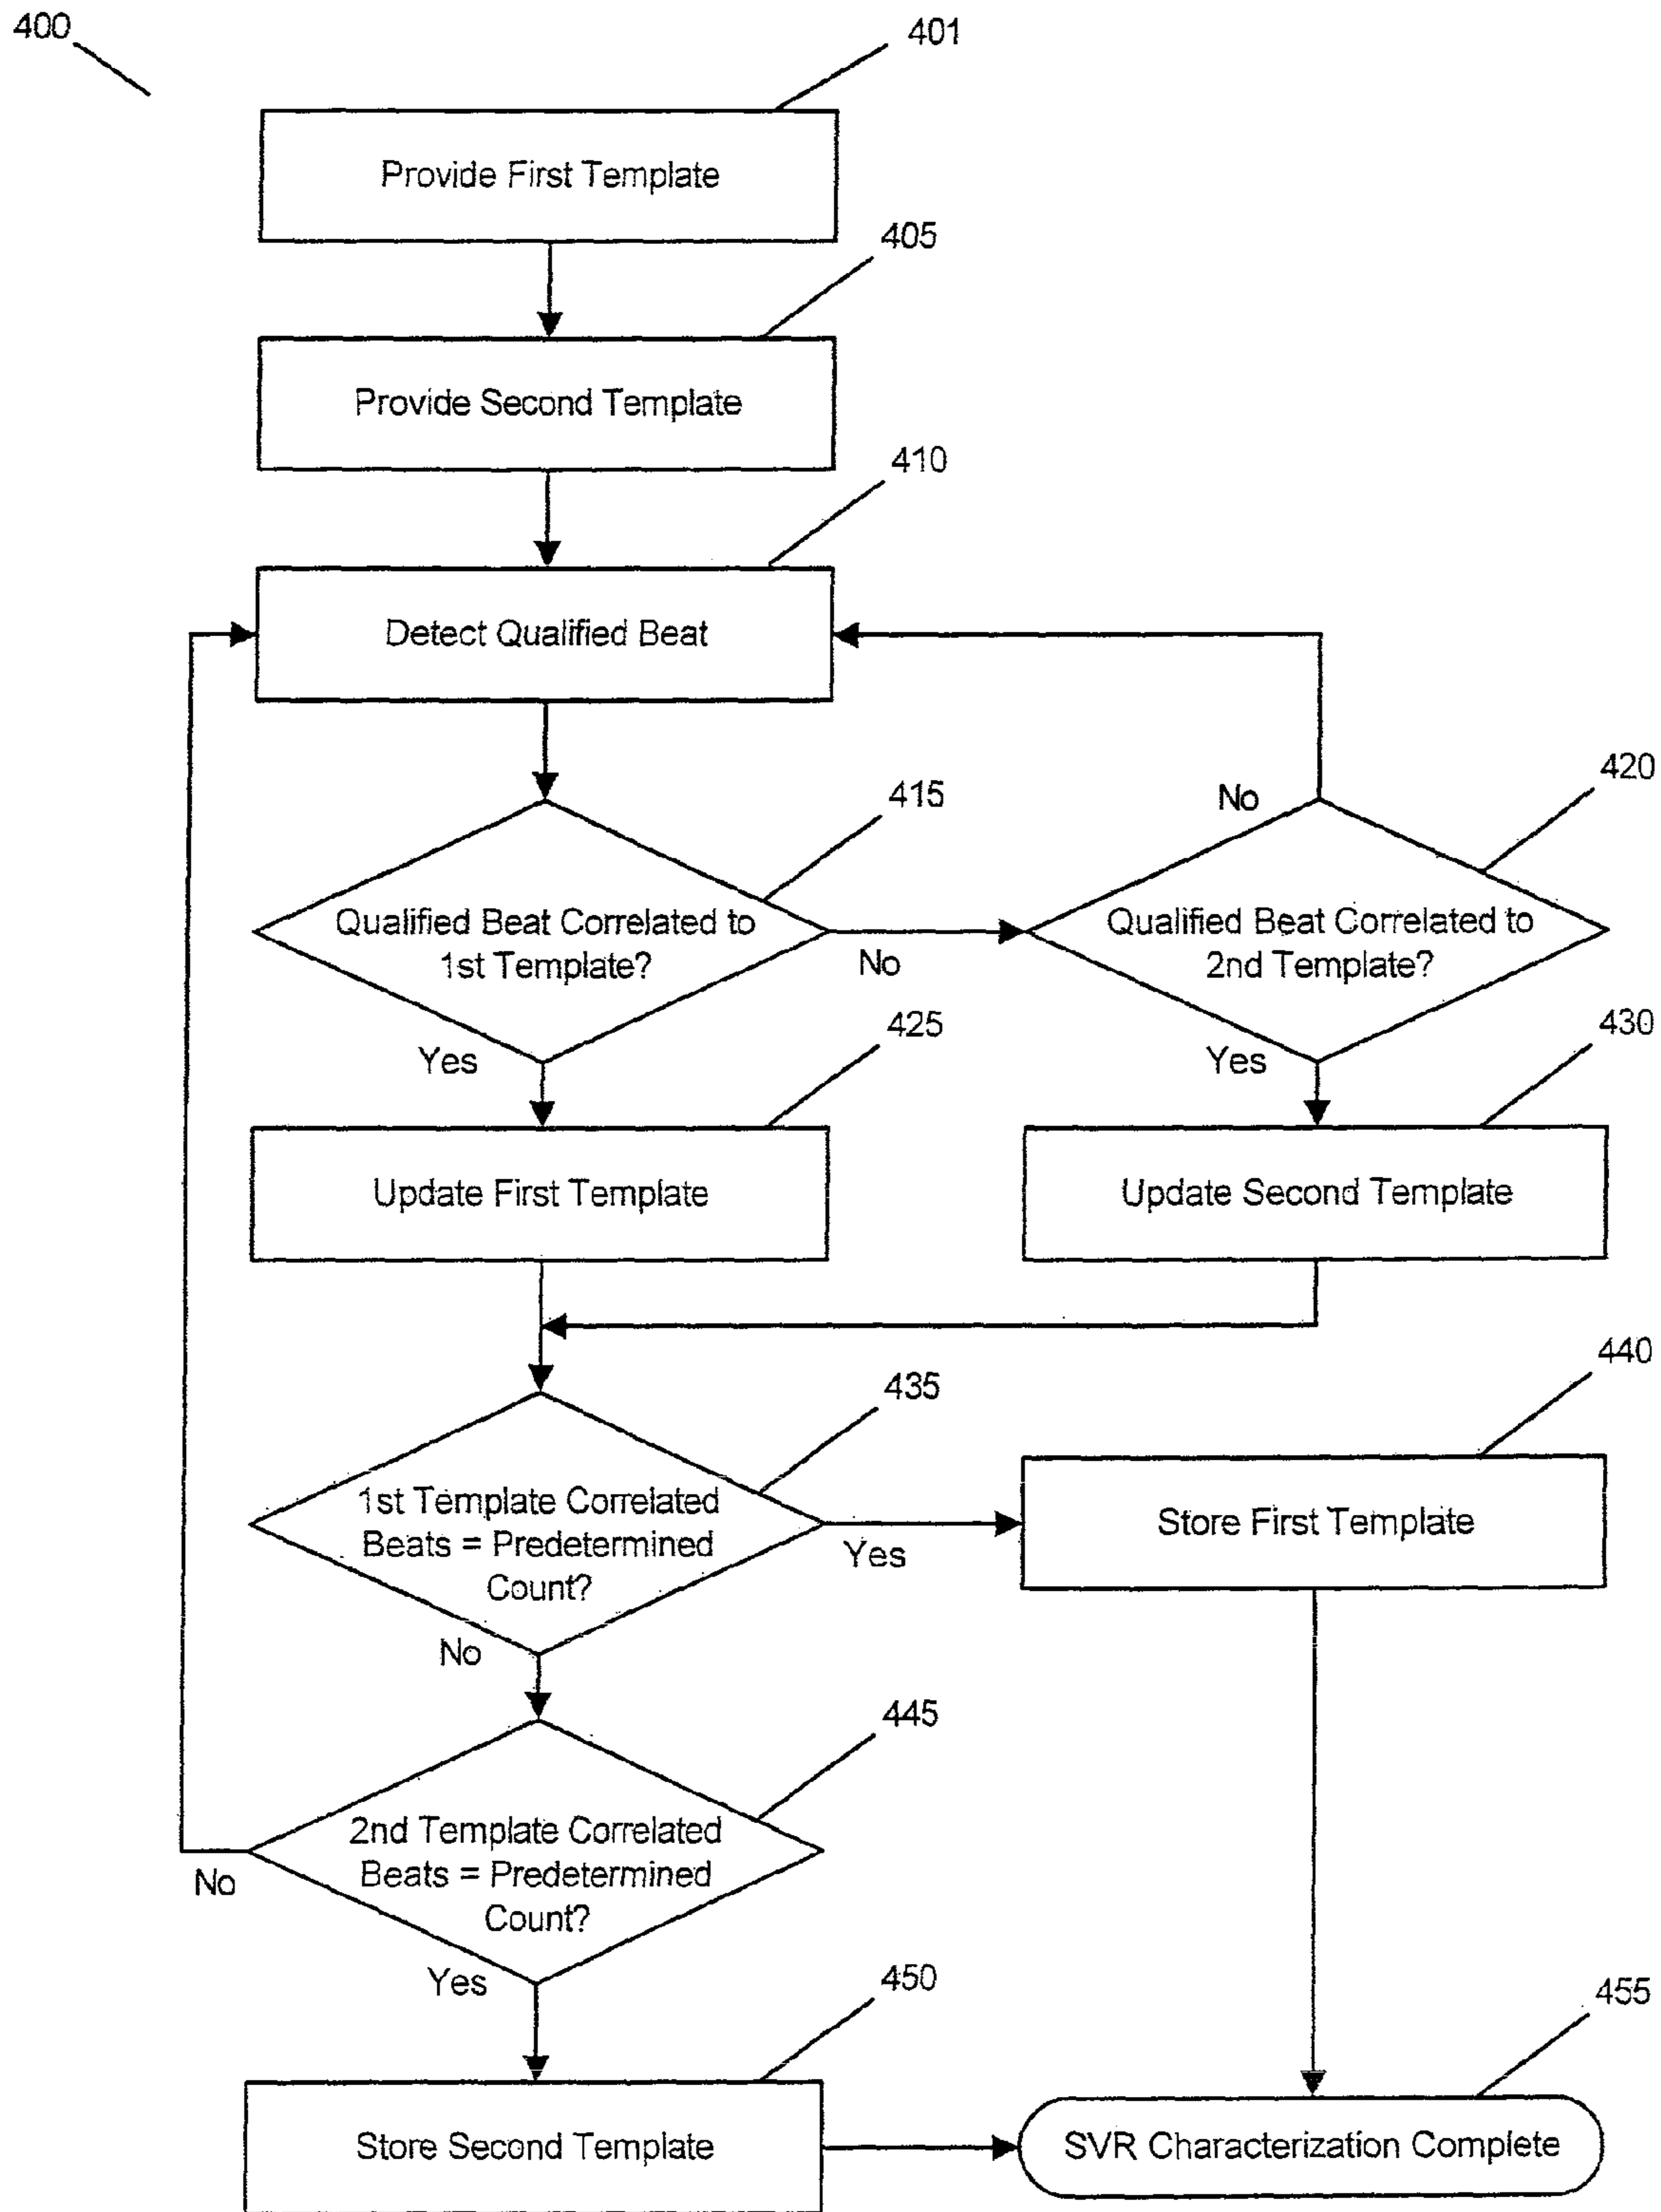 400
401
Provide First Template
405
Provide Second Template
410
Detect Qualified Beat
415
Qualified Beat Correlated to
1st Template?
No
420
No
Qualified Beat Correlated to
2nd Template?
Yes
425
Update First Template
Yes
430
Update Second Template
435
1st Template Correlated
Beats = Predetermined
Count?
Yes
440
Store First Template
No
445
2nd Template Correlated
Beats = Predetermined
Count?
No
Yes
450
Store Second Template
455
SVR Characterization Complete